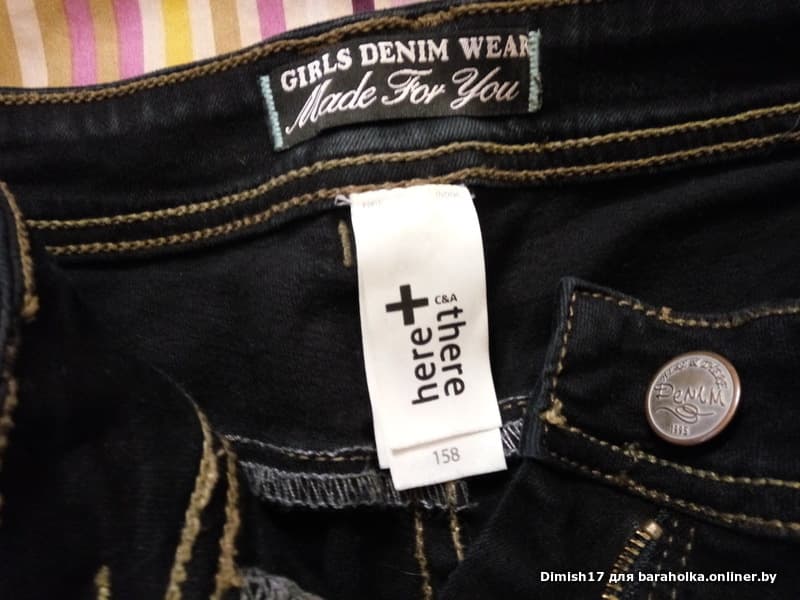 GIRLS DENIM WEAR
Made For You
C&A
here+there
158
DENIM
Dimish17 для baraholka.onliner.by